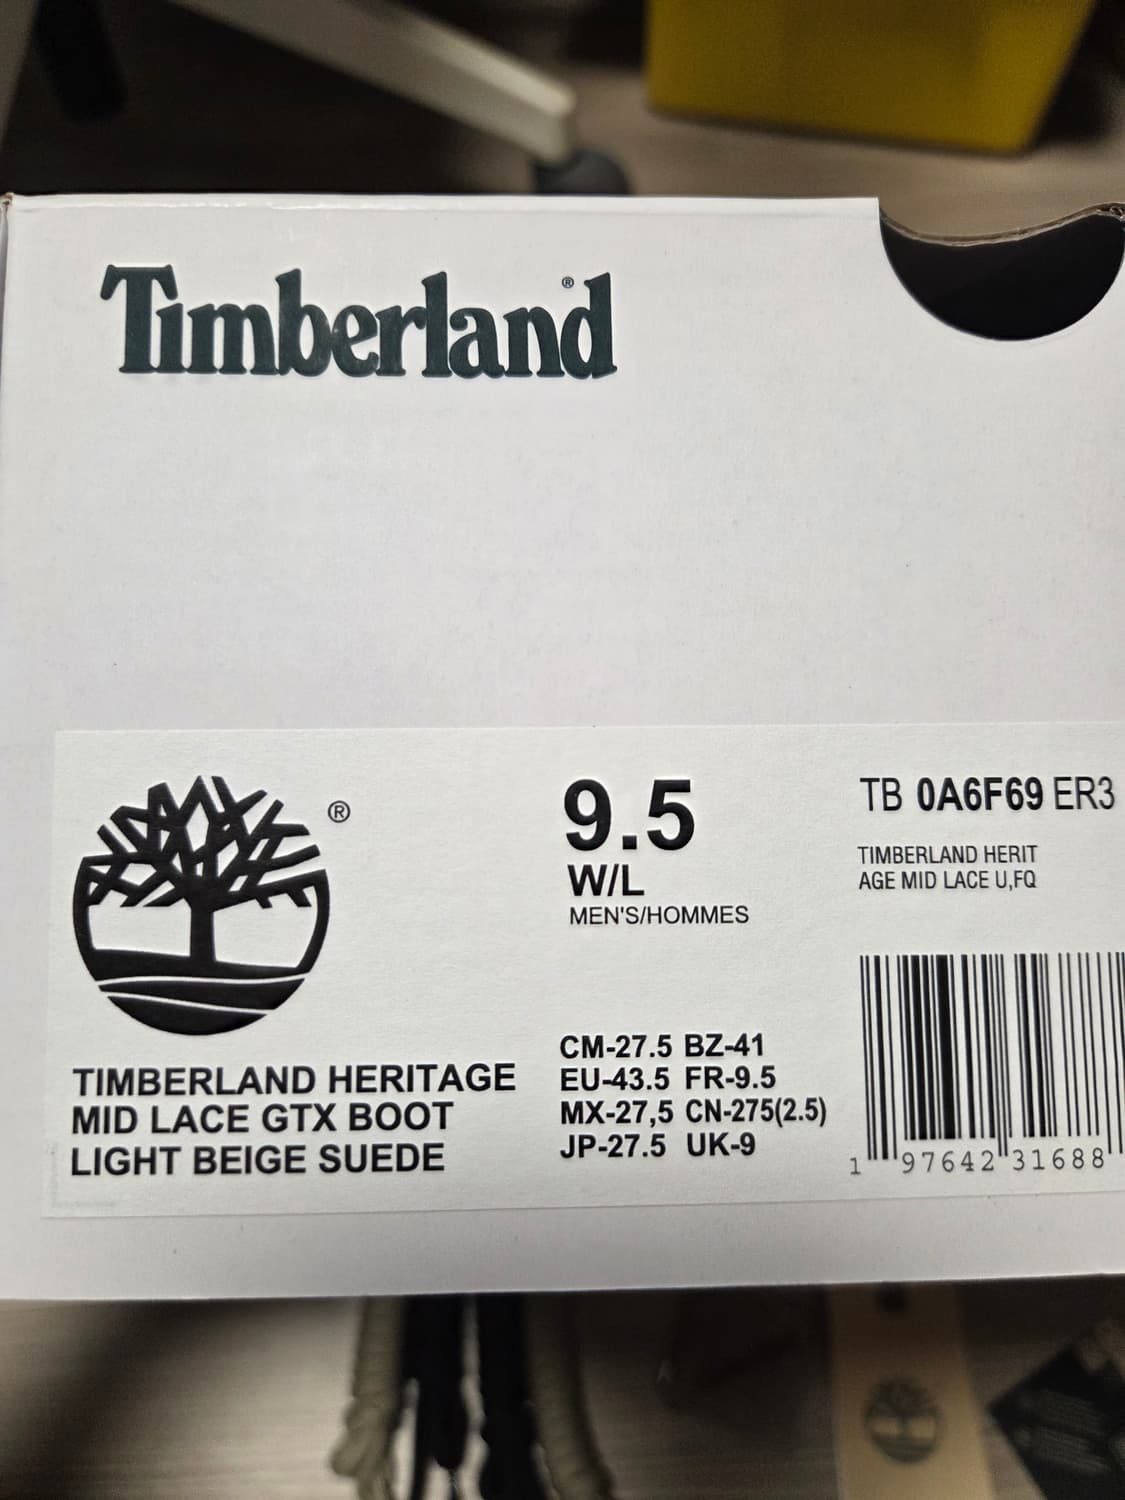 Timberland®
®
9.5
W/L
MEN'S/HOMMES
TB 0A6F69 ER3
TIMBERLAND HERIT
AGE MID LACE U,FQ
TIMBERLAND HERITAGE
MID LACE GTX BOOT
LIGHT BEIGE SUEDE
CM-27.5 BZ-41
EU-43.5 FR-9.5
MX-27,5 CN-275(2.5)
JP-27.5 UK-9
1 97642 31688